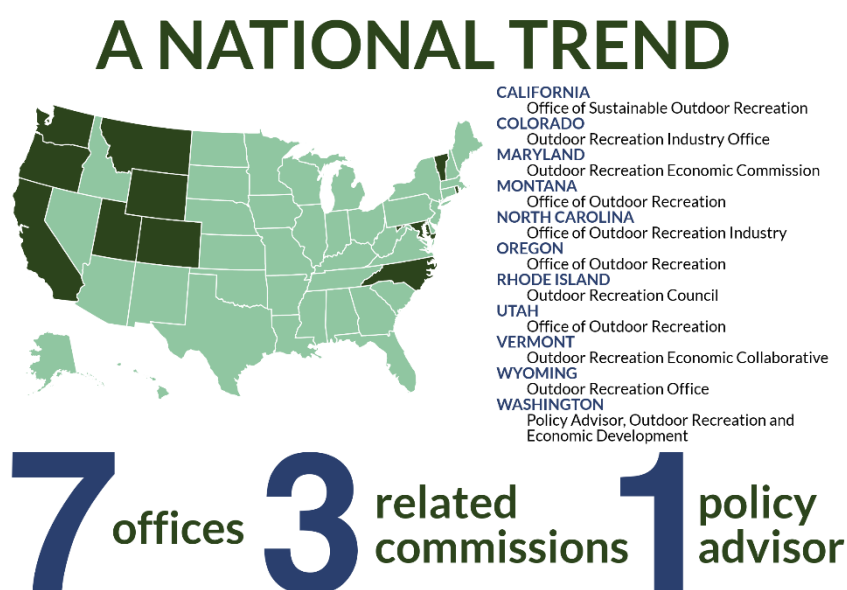 A NATIONAL TREND
CALIFORNIA
Office of Sustainable Outdoor Recreation
COLORADO
Outdoor Recreation Industry Office
MARYLAND
Outdoor Recreation Economic Commission
MONTANA
Office of Outdoor Recreation
NORTH CAROLINA
Office of Outdoor Recreation Industry
OREGON
Office of Outdoor Recreation
RHODE ISLAND
Outdoor Recreation Council
UTAH
Office of Outdoor Recreation
VERMONT
Outdoor Recreation Economic Collaborative
WYOMING
Outdoor Recreation Office
WASHINGTON
Policy Advisor, Outdoor Recreation and
Economic Development
7 offices
3 related
commissions
1 policy
advisor